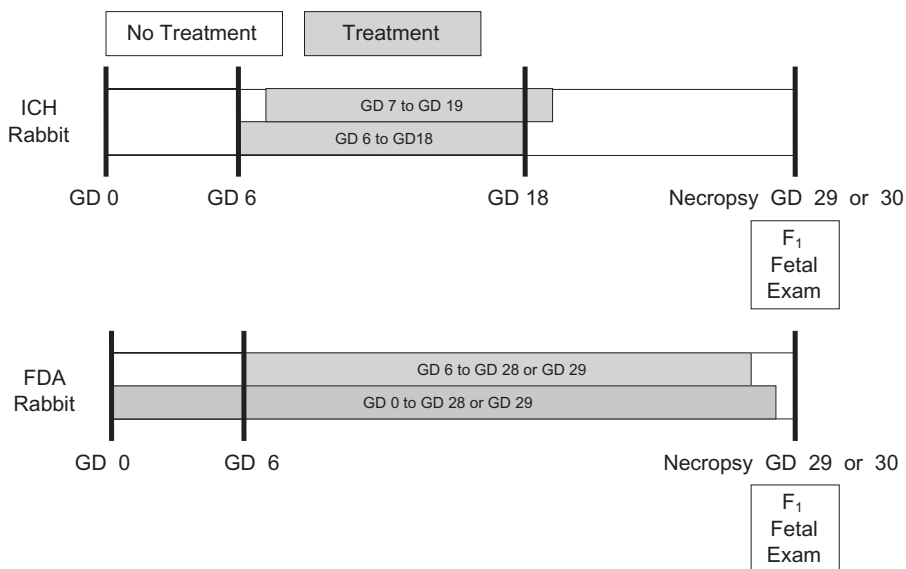 No Treatment
Treatment
ICH
Rabbit
GD 7 to GD 19
GD 6 to GD18
GD 0
GD 6
GD 18
Necropsy GD 29 or 30
F₁
Fetal
Exam
FDA
Rabbit
GD 6 to GD 28 or GD 29
GD 0 to GD 28 or GD 29
GD 0
GD 6
Necropsy GD 29 or 30
F₁
Fetal
Exam